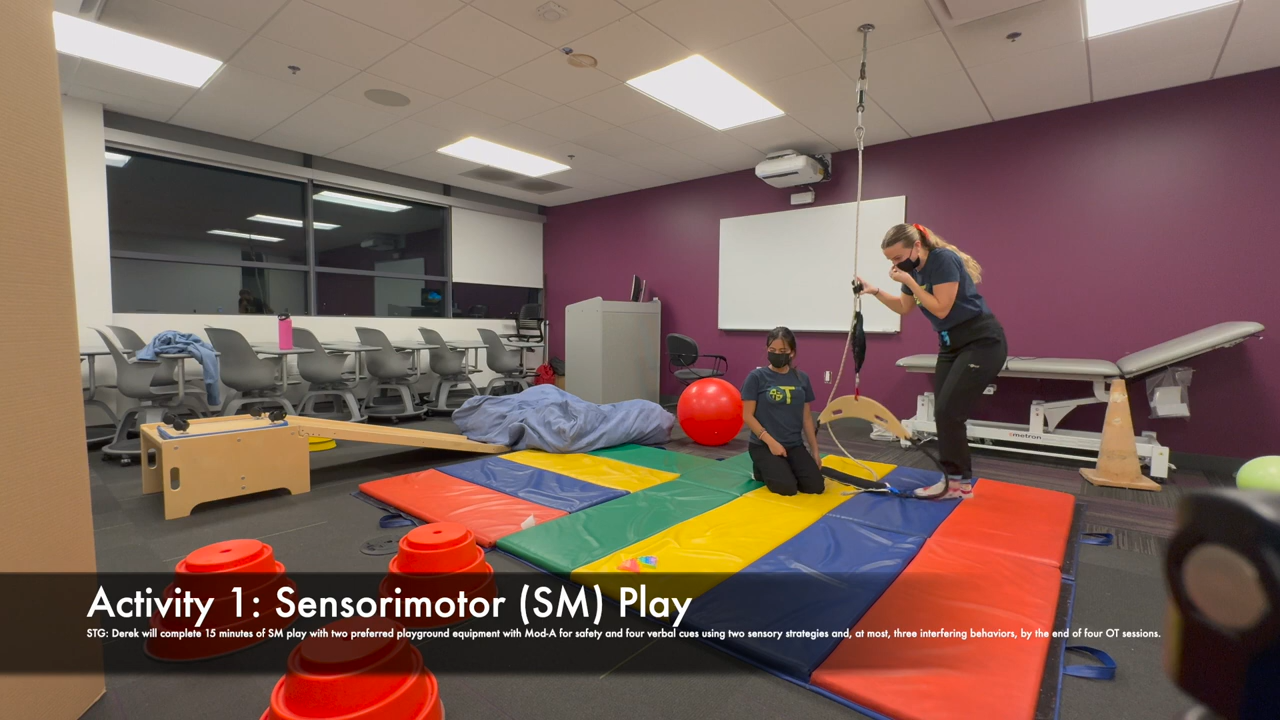 metron
OT
Activity 1: Sensorimotor (SM) Play
STG: Derek will complete 15 minutes of SM play with two preferred playground equipment with Mod-A for safety and four verbal cues using two sensory strategies and, at most, three interfering behaviors, by the end of four OT sessions.